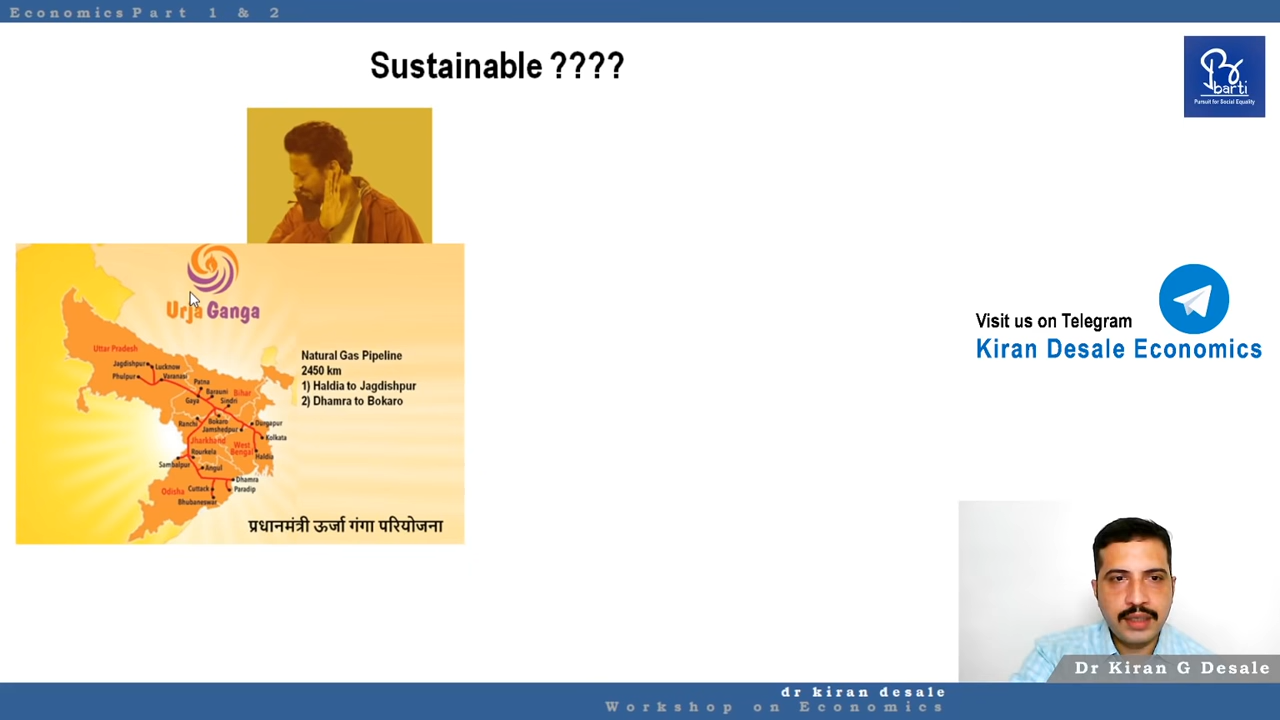 Economics Part 1 & 2
Sustainable ????
barti
Pursuit for Social Equality
Urja Ganga
Natural Gas Pipeline
2450 km
1) Haldia to Jagdishpur
2) Dhamra to Bokaro
Uttar Pradesh
Jagdishpur
Lucknow
Phulpur
Varanasi
Patna
Barauni
Bihar
Gaya
Sindri
Ranchi
Bokaro
Durgapur
Jamshedpur
Kolkata
Jharkhand
West
Bengal
Rourkela
Haldia
Sambalpur
Angul
Dhamra
Odisha
Cuttack
Paradip
Bhubaneswar
प्रधानमंत्री ऊर्जा गंगा परियोजना
Visit us on Telegram
Kiran Desale Economics
Dr Kiran G Desale
dr kiran desale
Workshop on Economics